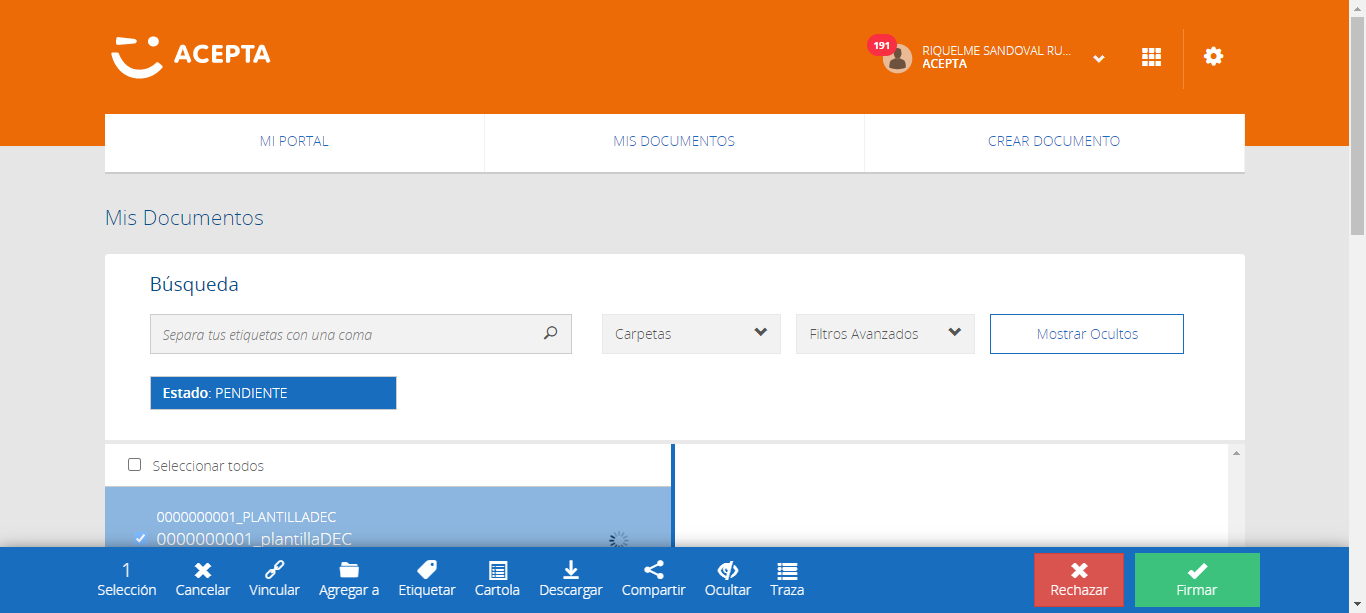 ACEPTA
191
RIQUELME SANDOVAL RU...
ACEPTA
MI PORTAL
MIS DOCUMENTOS
CREAR DOCUMENTO
Mis Documentos
Búsqueda
Separa tus etiquetas con una coma
Carpetas
Filtros Avanzados
Mostrar Ocultos
Estado: PENDIENTE
Seleccionar todos
0000000001_PLANTILLADEC
0000000001_plantillaDEC
1
Selección
Cancelar
Vincular
Agregar a
Etiquetar
Cartola
Descargar
Compartir
Ocultar
Traza
Rechazar
Firmar